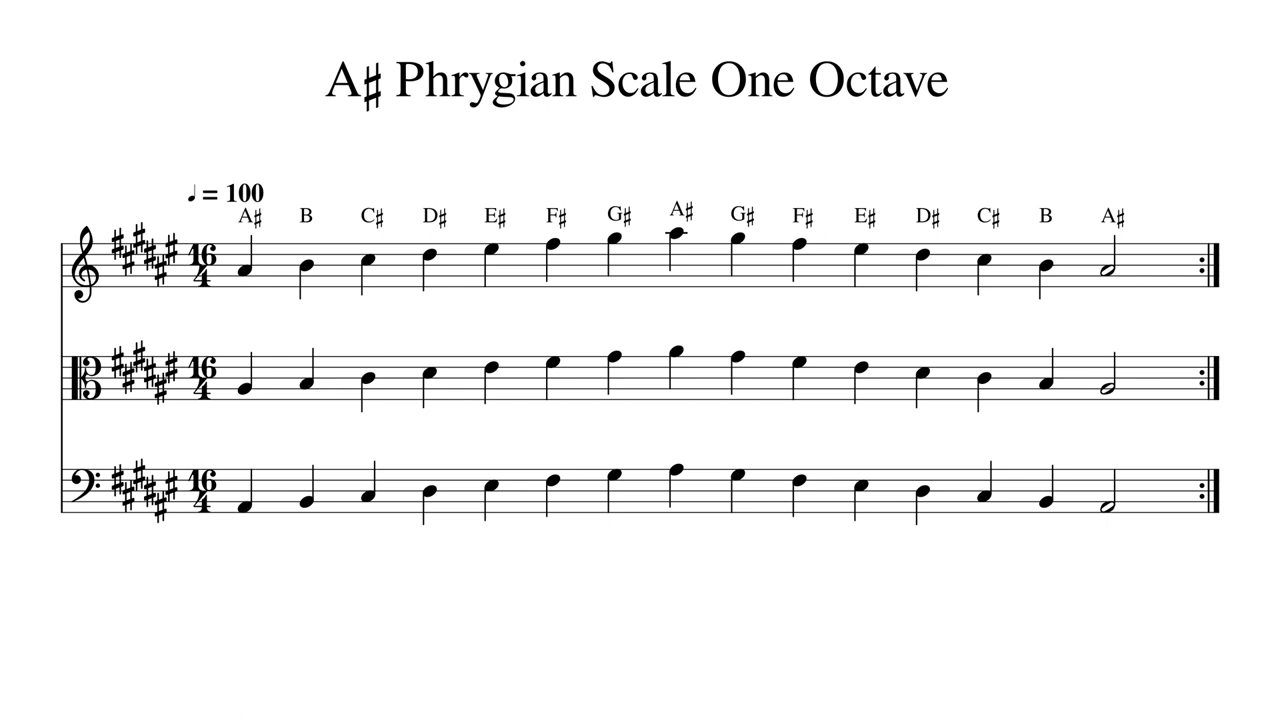 A♯ Phrygian Scale One Octave
♩ = 100
A♯ B C♯ D♯ E♯ F♯ G♯ A♯ G♯ F♯ E♯ D♯ C♯ B A♯
16
4
16
4
16
4